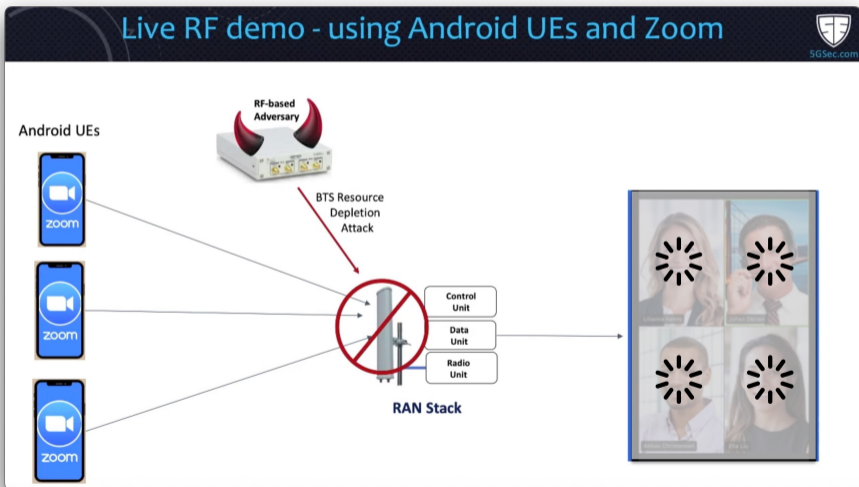 Live RF demo - using Android UEs and Zoom
5GSec.com
RF-based
Adversary
Android UEs
BTS Resource
Depletion
Attack
zoom
zoom
zoom
Control
Unit
Data
Unit
Radio
Unit
RAN Stack